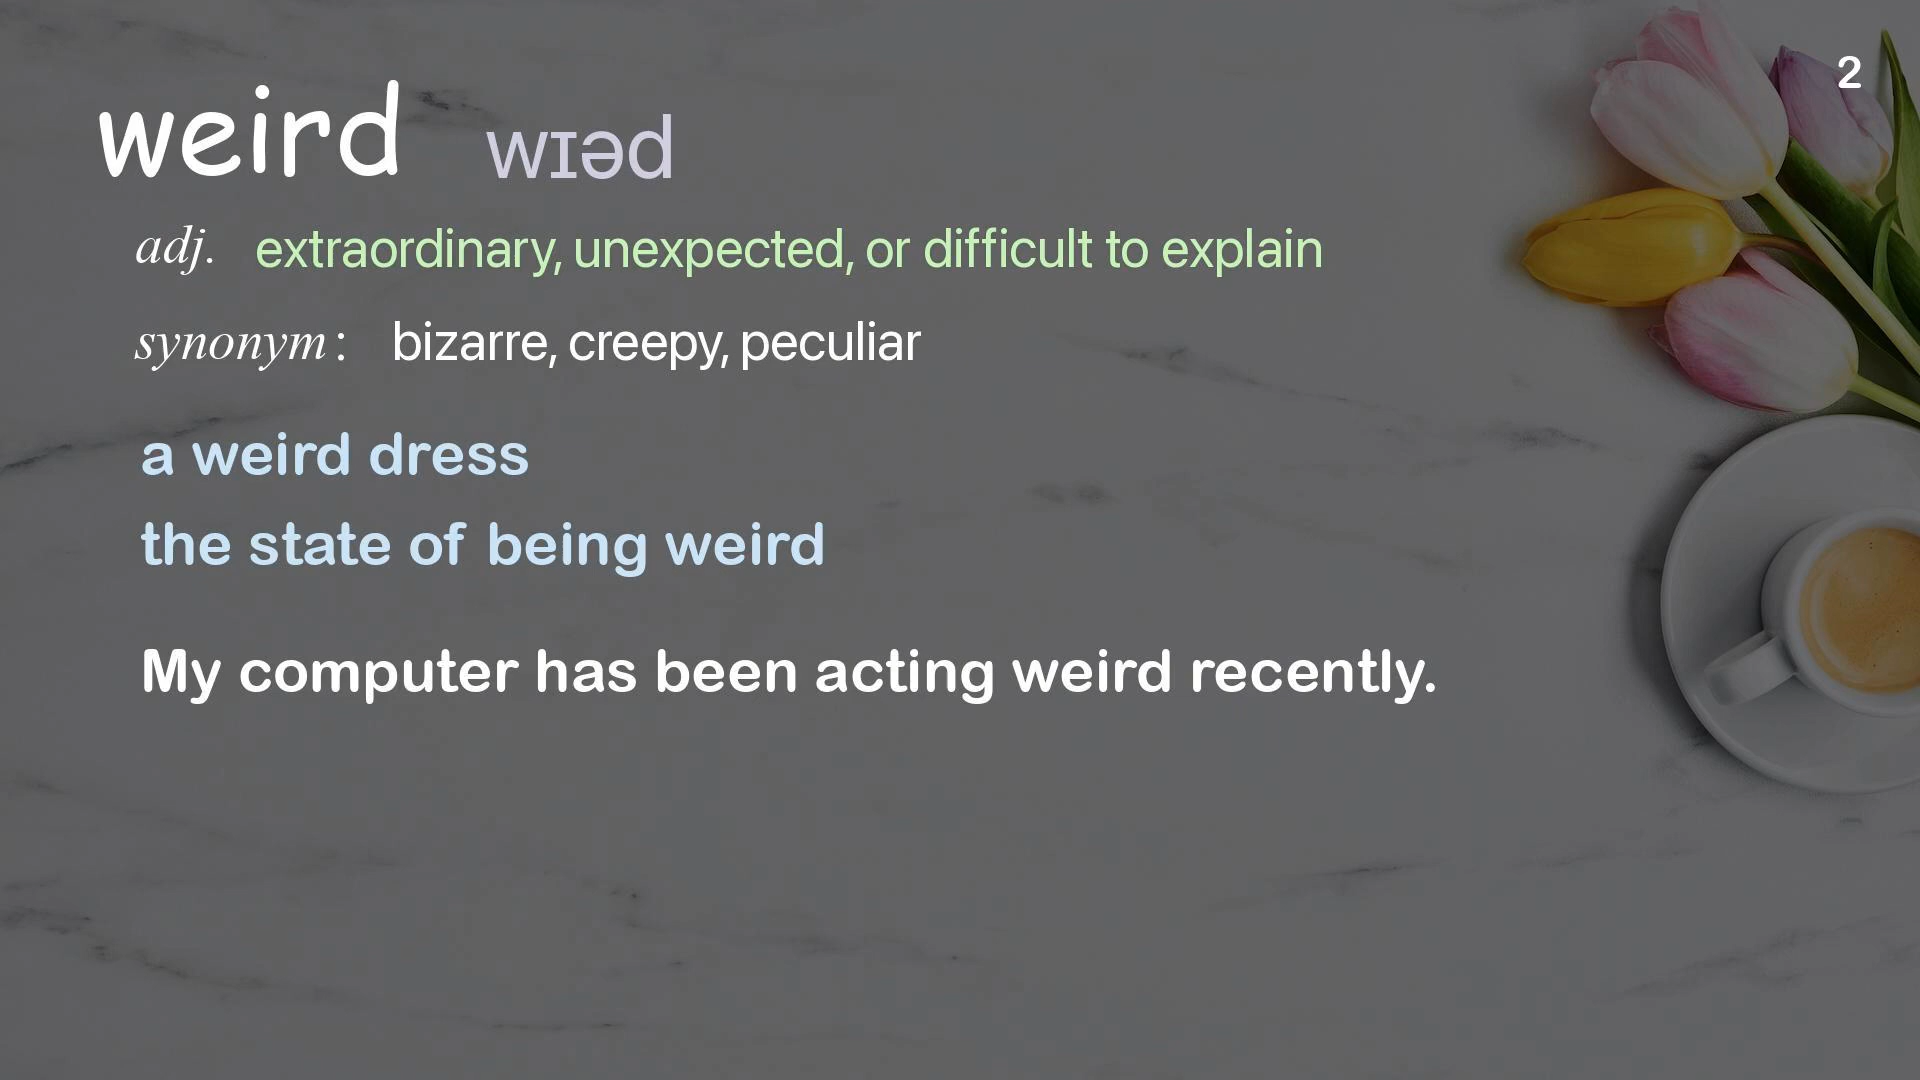 2
weird wɪəd
adj. extraordinary, unexpected, or difficult to explain
synonym: bizarre, creepy, peculiar
a weird dress
the state of being weird
My computer has been acting weird recently.